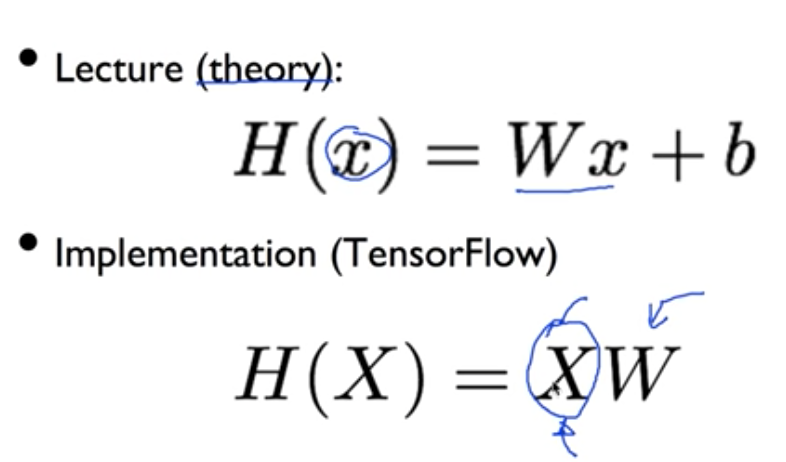 • Lecture (theory):
H(x) = Wx + b
• Implementation (TensorFlow)
H(X) = XW